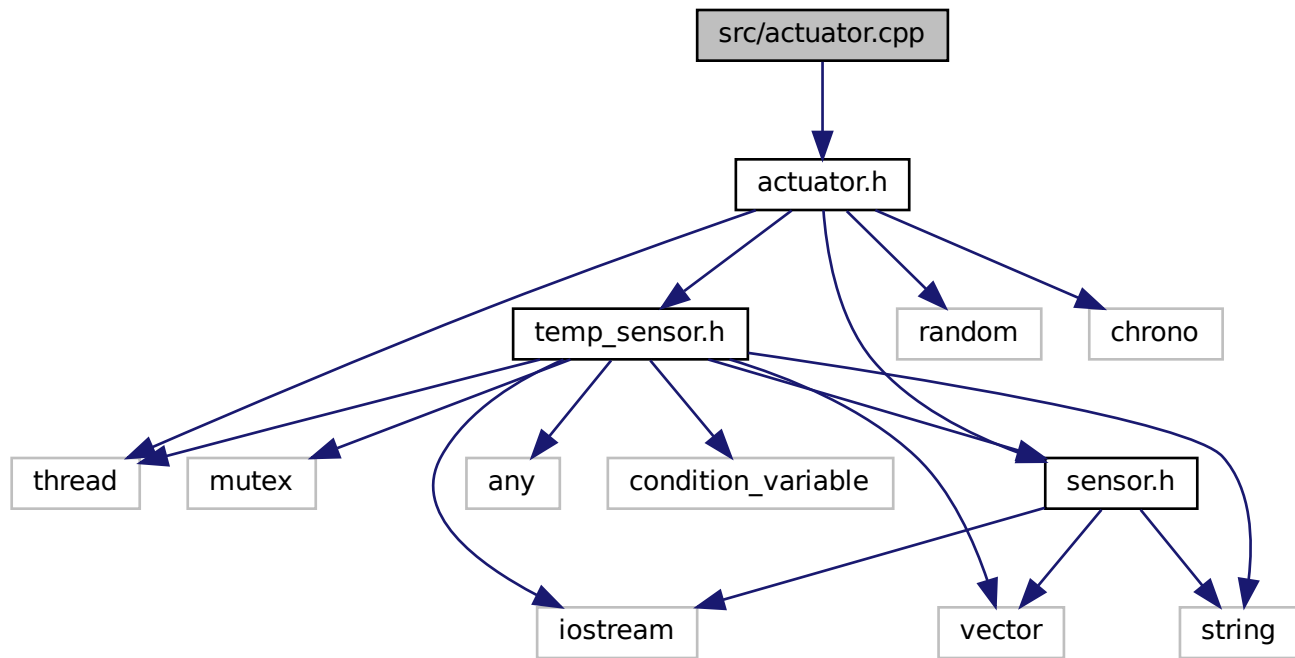 src/actuator.cpp
actuator.h
temp_sensor.h
random
chrono
thread
mutex
any
condition_variable
sensor.h
iostream
vector
string